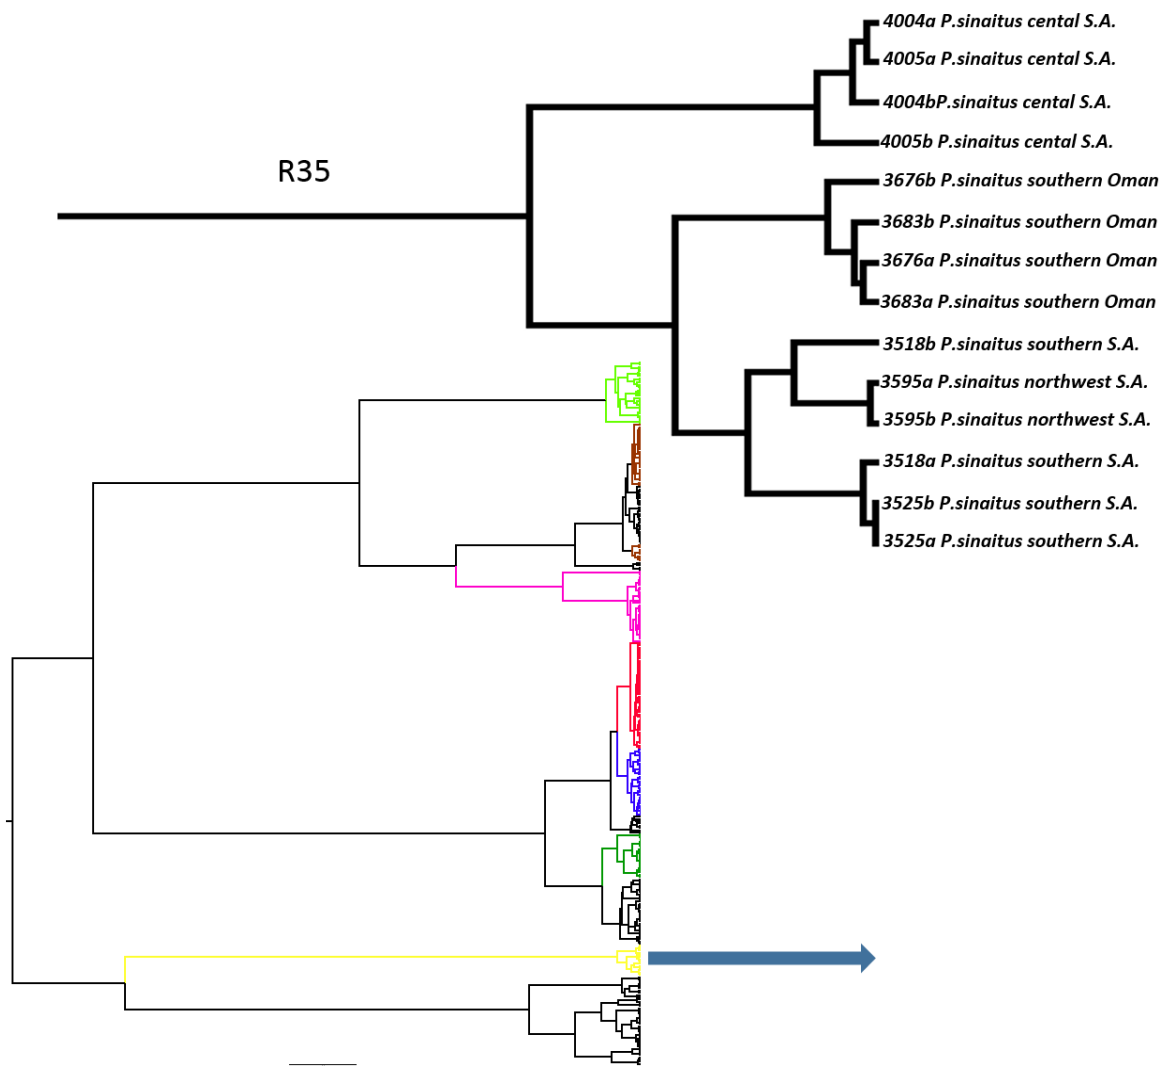 4004a P.sinaitus cental S.A.
4005a P.sinaitus cental S.A.
4004bP.sinaitus cental S.A.
4005b P.sinaitus cental S.A.
R35
3676b P.sinaitus southern Oman
3683b P.sinaitus southern Oman
3676a P.sinaitus southern Oman
3683a P.sinaitus southern Oman
3518b P.sinaitus southern S.A.
3595a P.sinaitus northwest S.A.
3595b P.sinaitus northwest S.A.
3518a P.sinaitus southern S.A.
3525b P.sinaitus southern S.A.
3525a P.sinaitus southern S.A.